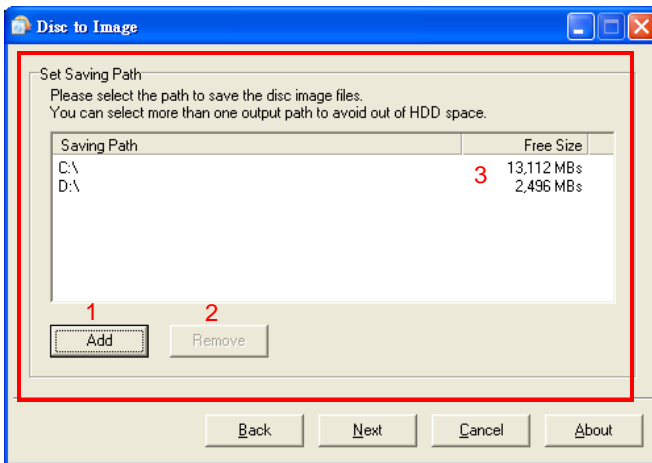 Disc to Image
Set Saving Path
Please select the path to save the disc image files.
You can select more than one output path to avoid out of HDD space.
Saving Path Free Size
C:\ 13,112 MBs
3
D:\ 2,496 MBs
1 2
Add Remove
Back Next Cancel About